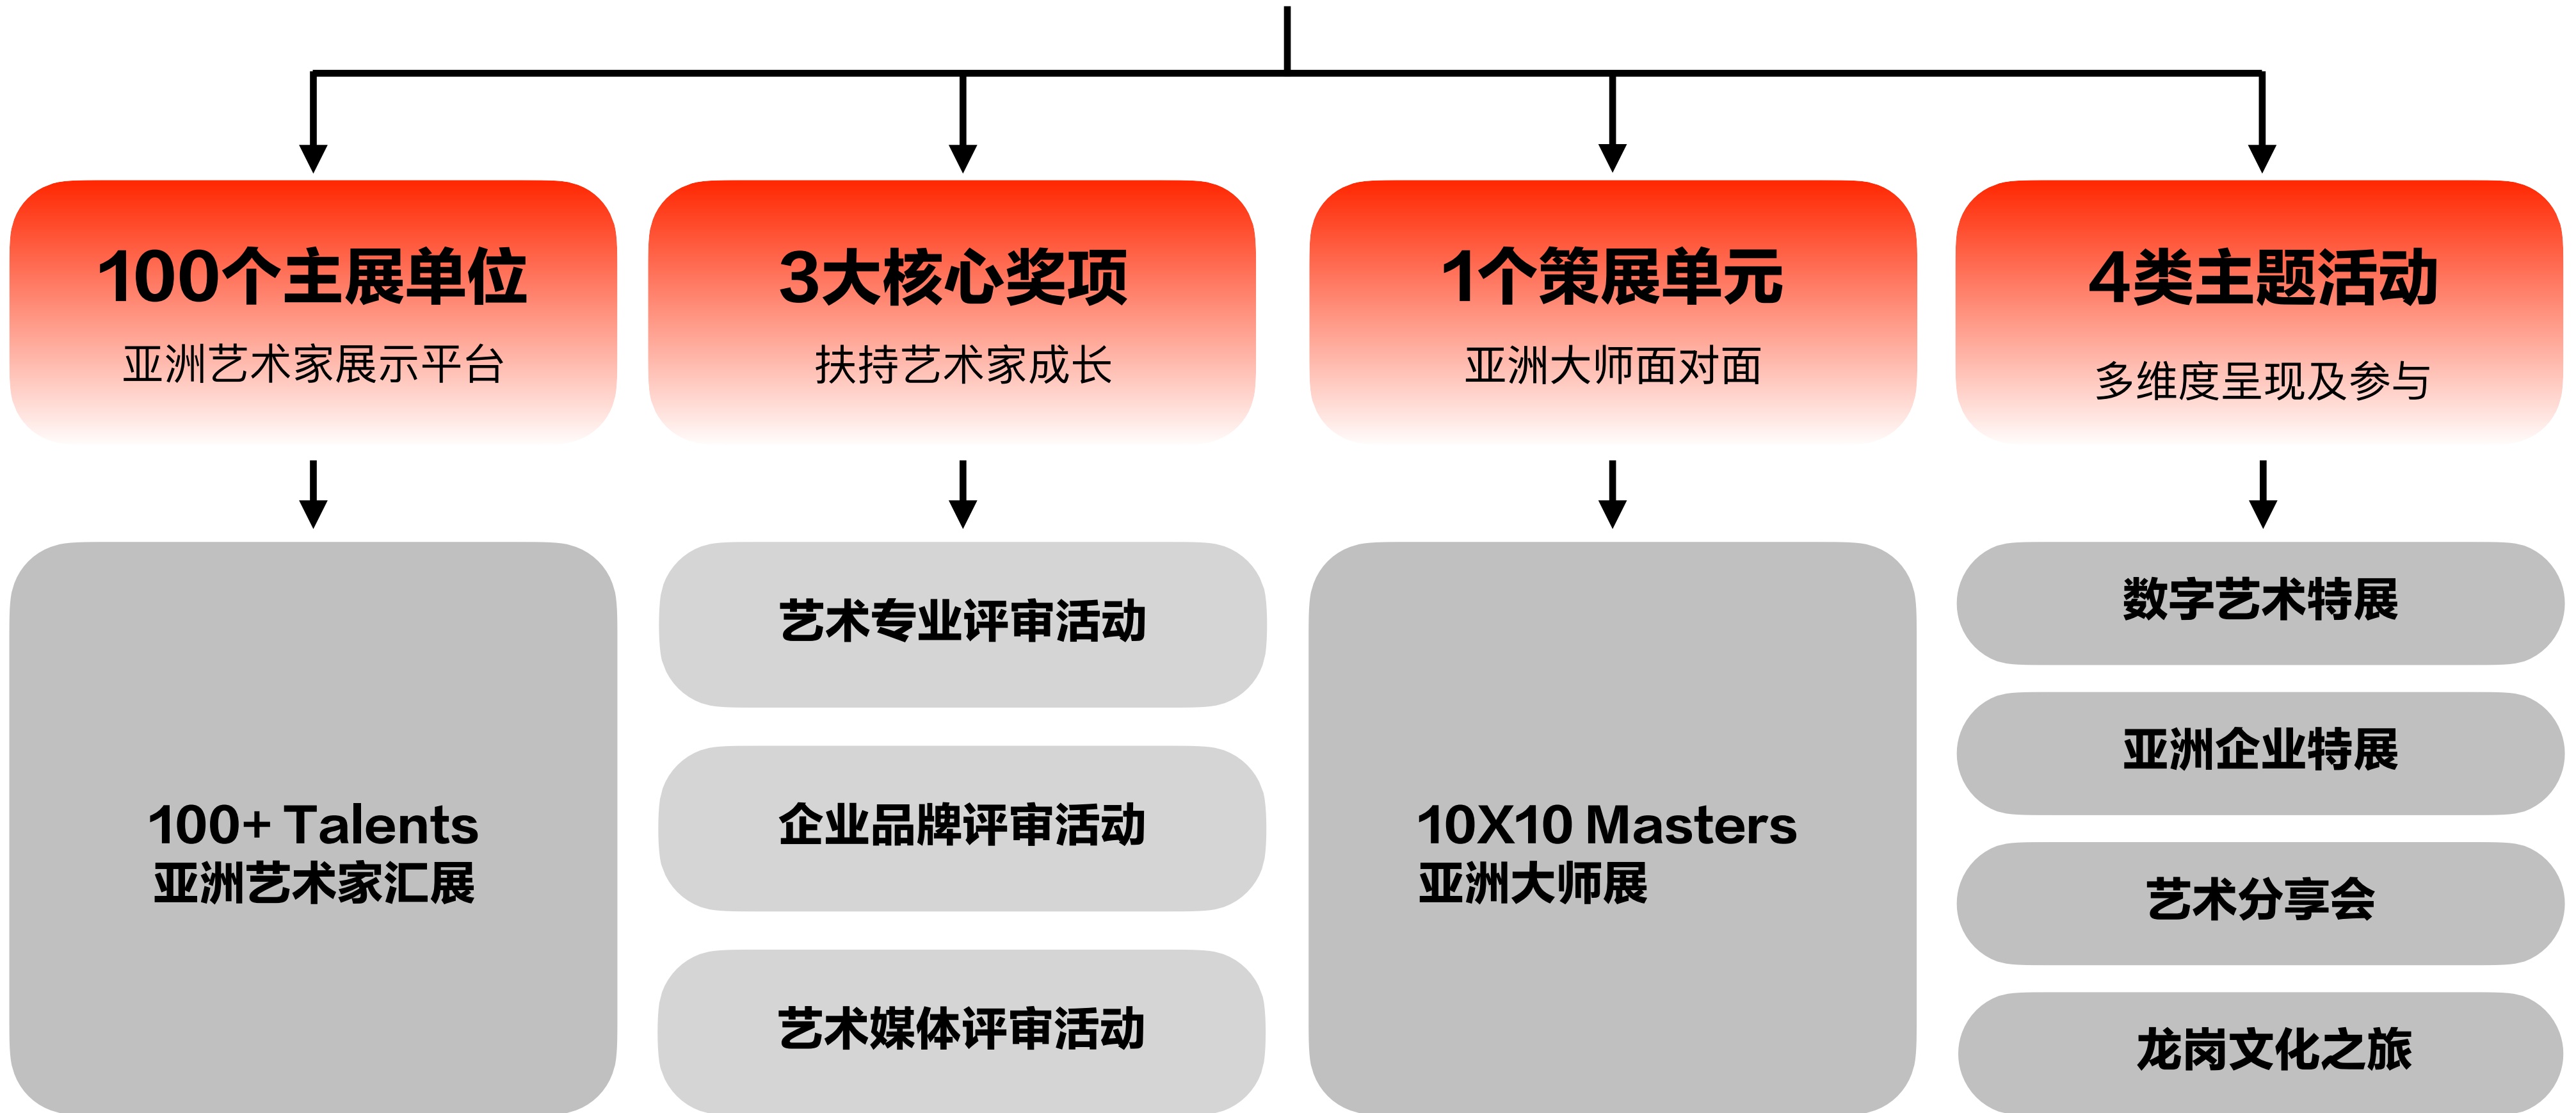 100个主展单位
亚洲艺术家展示平台
3大核心奖项
扶持艺术家成长
1个策展单元
亚洲大师面对面
4类主题活动
多维度呈现及参与
100+ Talents
亚洲艺术家汇展
艺术专业评审活动
企业品牌评审活动
艺术媒体评审活动
10X10 Masters
亚洲大师展
数字艺术特展
亚洲企业特展
艺术分享会
龙岗文化之旅